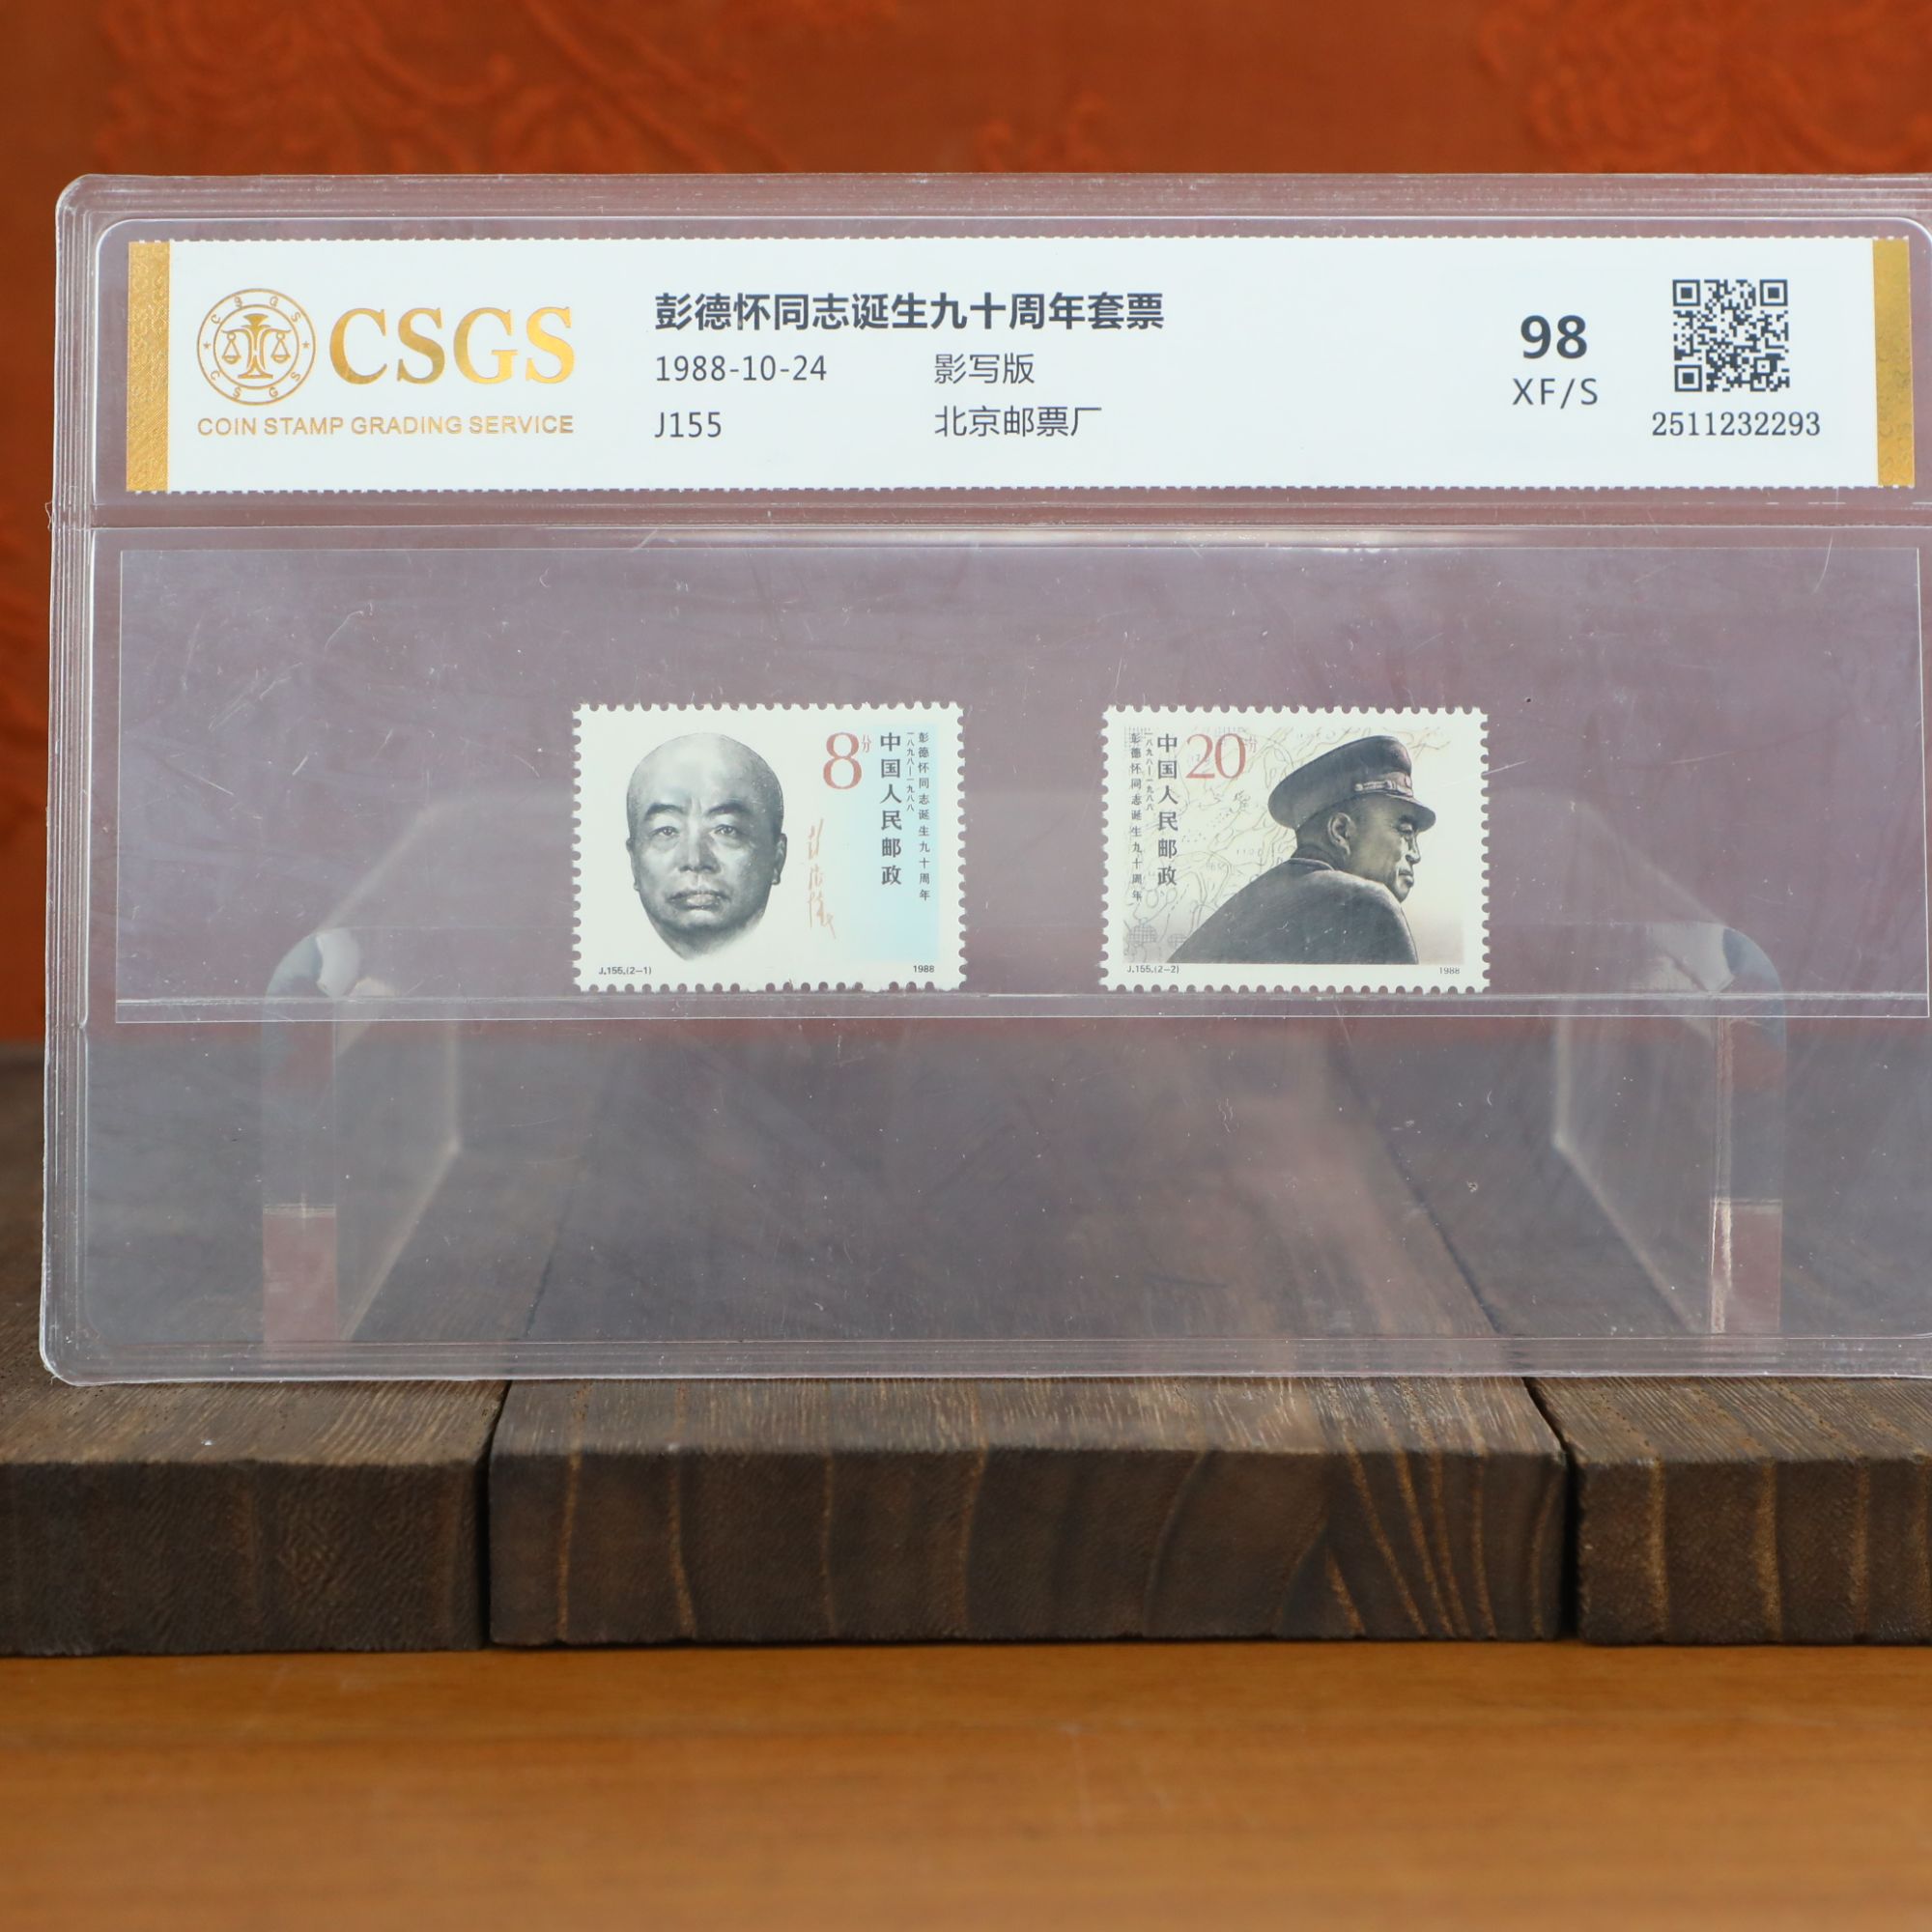 CSGS
COIN STAMP GRADING SERVICE
彭德怀同志诞生九十周年套票
1988-10-24 影写版
J155 北京邮票厂
98
XF/S
2511232293
8分
中国人民邮政
一八九八—一九八八
彭德怀同志诞生九十周年
J.155.(2-1) 1988
彭德怀同志诞生九十周年
一八九八—一九八八
中国人民邮政
20分
J.155.(2-2) 1988